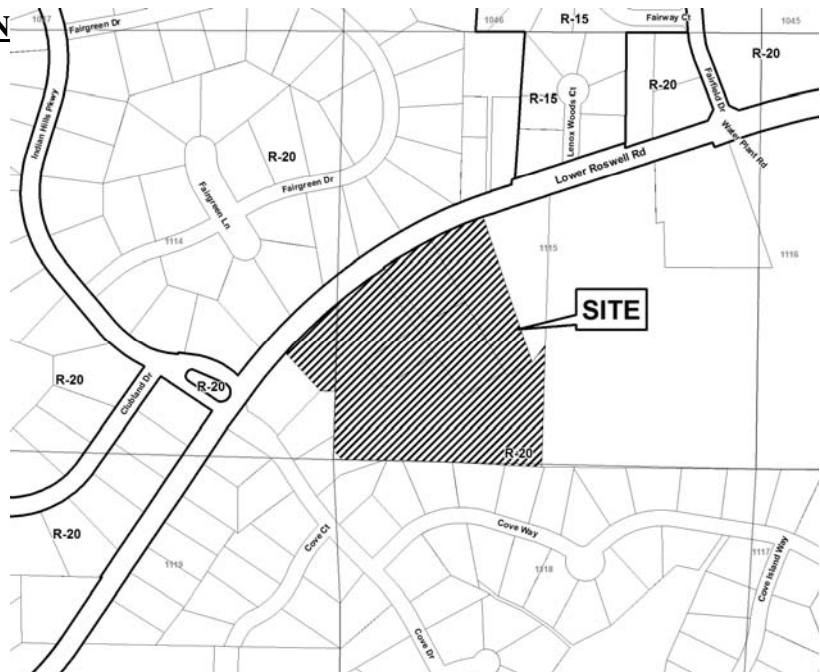 N
1047
Fairgreen Dr
1046
R-15
Fairway Ct
1045
R-20
R-15
R-20
Fairfield Dr
Water Plant Rd
Lenox Woods Ct
Lower Roswell Rd
Indian Hills Pkwy
R-20
Fairgreen Dr
Fairgreen Ln
1114
1115
1116
SITE
R-20
Clubland Dr
R-20
R-20
R-20
Cove Ct
Cove Way
1119
1118
1117
Cove Island Way
Cove Dr